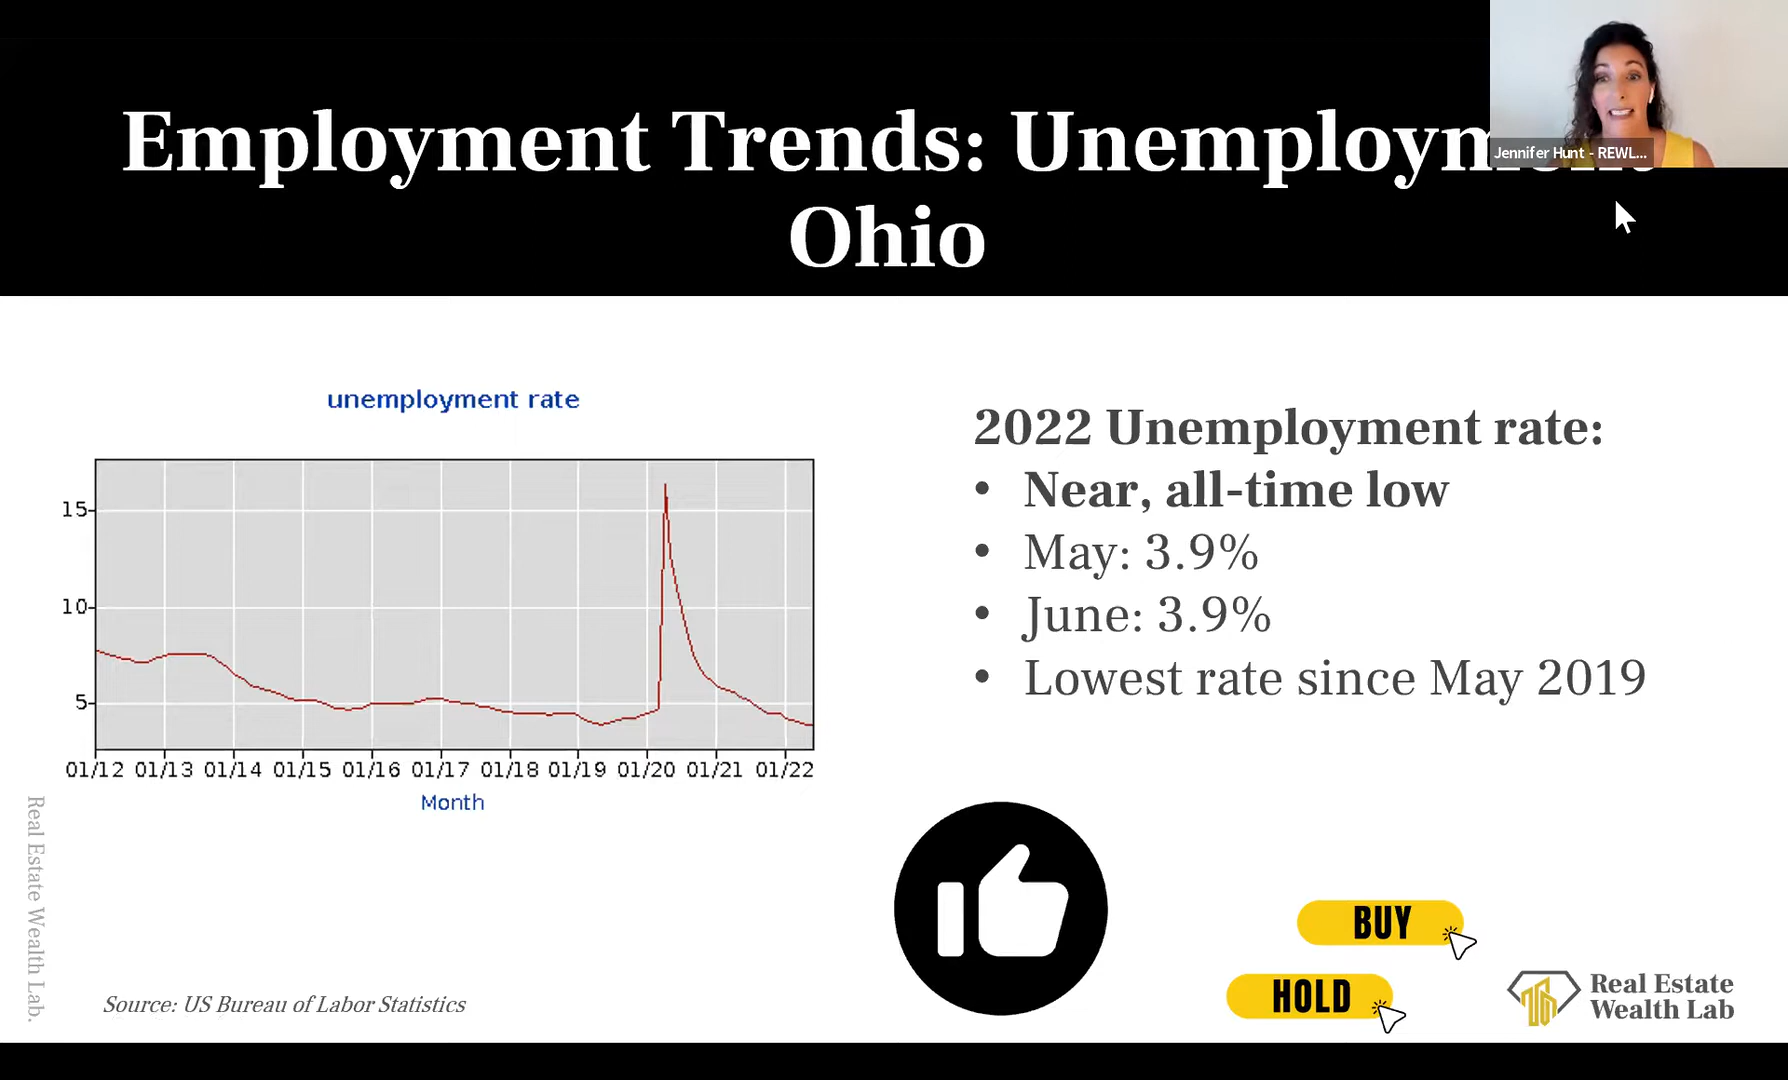 Employment Trends: Unemployment
Ohio
Jennifer Hunt - REWL...
unemployment rate
15
10
5
01/12 01/13 01/14 01/15 01/16 01/17 01/18 01/19 01/20 01/21 01/22
Month
2022 Unemployment rate:
• Near, all-time low
• May: 3.9%
• June: 3.9%
• Lowest rate since May 2019
BUY
HOLD
Real Estate Wealth Lab.
Source: US Bureau of Labor Statistics
Real Estate
Wealth Lab